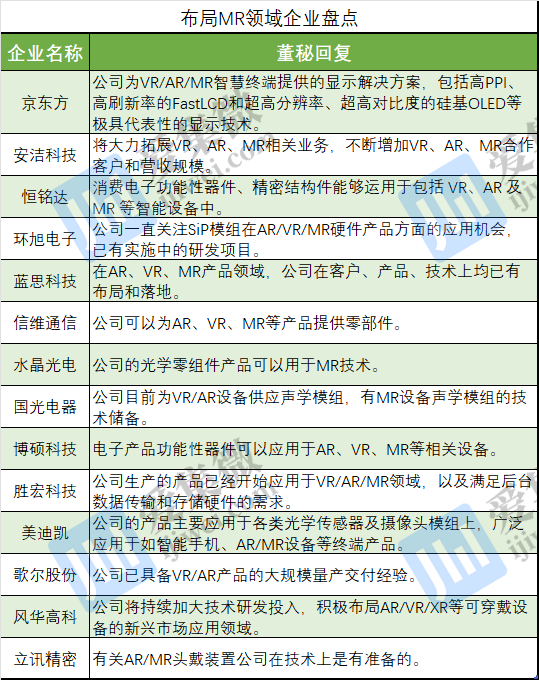 布局MR领域企业盘点
企业名称 董秘回复
京东方 公司为VR/AR/MR智慧终端提供的显示解决方案，包括高PPI、
高刷新率的FastLCD和超高分辨率、超高对比度的硅基OLED等
极具代表性的显示技术。
安洁科技 将大力拓展VR、AR、MR相关业务，不断增加VR、AR、MR合作
客户和营收规模。
恒铭达 消费电子功能性器件、精密结构件能够运用于包括 VR、AR 及
MR 等智能设备中。
环旭电子 公司一直关注SiP模组在AR/VR/MR硬件产品方面的应用机会，
已有实施中的研发项目。
蓝思科技 在AR、VR、MR产品领域，公司在客户、产品、技术上均已有
布局和落地。
信维通信 公司可以为AR、VR、MR等产品提供零部件。
水晶光电 公司的光学零组件产品可以用于MR技术。
国光电器 公司目前为VR/AR设备供应声学模组，有MR设备声学模组的技
术储备。
博硕科技 电子产品功能性器件可以应用于AR、VR、MR等相关设备。
胜宏科技 公司生产的产品已经开始应用于VR/AR/MR领域，以及满足后台
数据传输和存储硬件的需求。
美迪凯 公司的产品主要应用于各类光学传感器及摄像头模组上，广泛
应用于如智能手机、AR/MR设备等终端产品。
歌尔股份 公司已具备VR/AR产品的大规模量产交付经验。
风华高科 公司将持续加大技术研发投入，积极布局AR/VR/XR等可穿戴设
备的新兴市场应用领域。
立讯精密 有关AR/MR头戴装置公司在技术上是有准备的。
爱集微
ijiwei.com